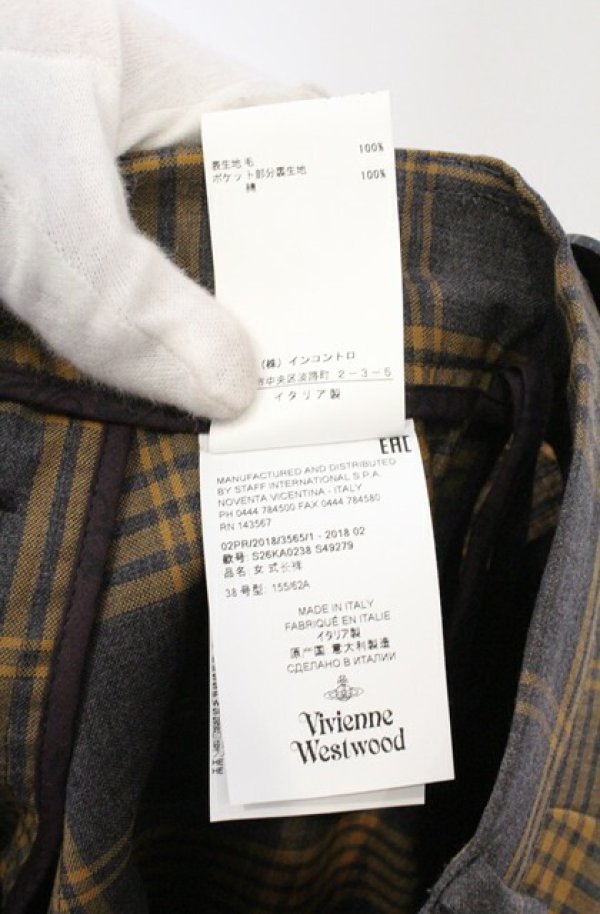 表生地 毛 100%
ポケット部分裏生地
綿 100%
(株) インコントロ
市中央区淡路町 2-3-5
イタリア製
EAC
MANUFACTURED AND DISTRIBUTED
BY STAFF INTERNATIONAL S.P.A.
NOVENTA VICENTINA - ITALY
PH 0444 784500 FAX 0444 784580
RN 143567
02PR/2018/3565/1 - 2018 02
款号: S26KA0238 S49279
品名: 女式长裤
38 号型: 155/62A
MADE IN ITALY
FABRIQUÉ EN ITALIE
イタリア製
原产国 意大利製造
СДЕЛАНО В ИТАЛИИ
Vivienne
Westwood